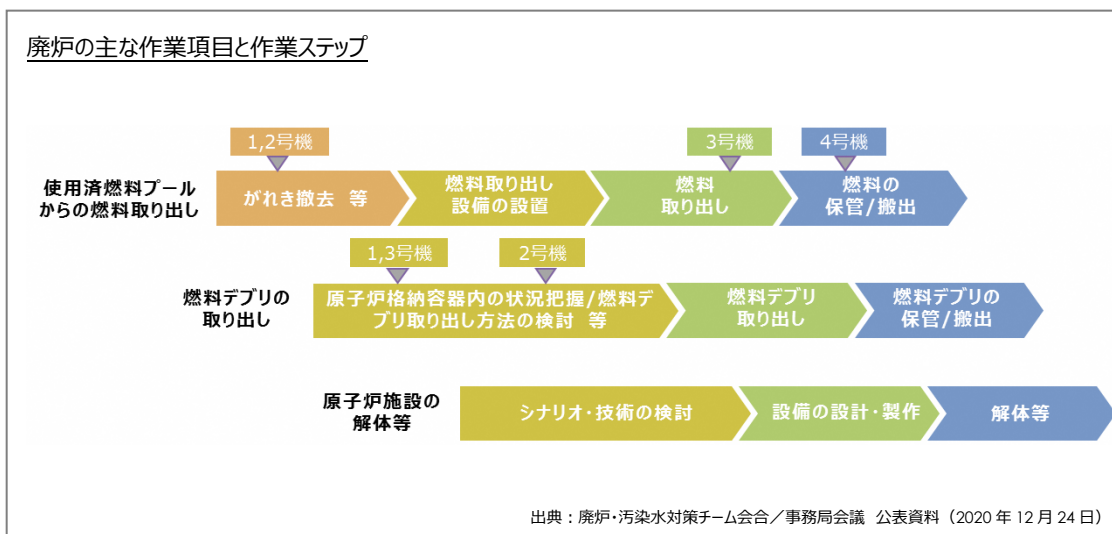 廃炉の主な作業項目と作業ステップ
1,2号機
3号機
4号機
使用済燃料プール
からの燃料取り出し
がれき撤去 等
燃料取り出し
設備の設置
燃料
取り出し
燃料の
保管/搬出
1,3号機
2号機
燃料デブリの
取り出し
原子炉格納容器内の状況把握/燃料デ
ブリ取り出し方法の検討 等
燃料デブリ
取り出し
燃料デブリの
保管/搬出
原子炉施設の
解体等
シナリオ・技術の検討
設備の設計・製作
解体等
出典：廃炉・汚染水対策チーム会合／事務局会議 公表資料（2020年12月24日）